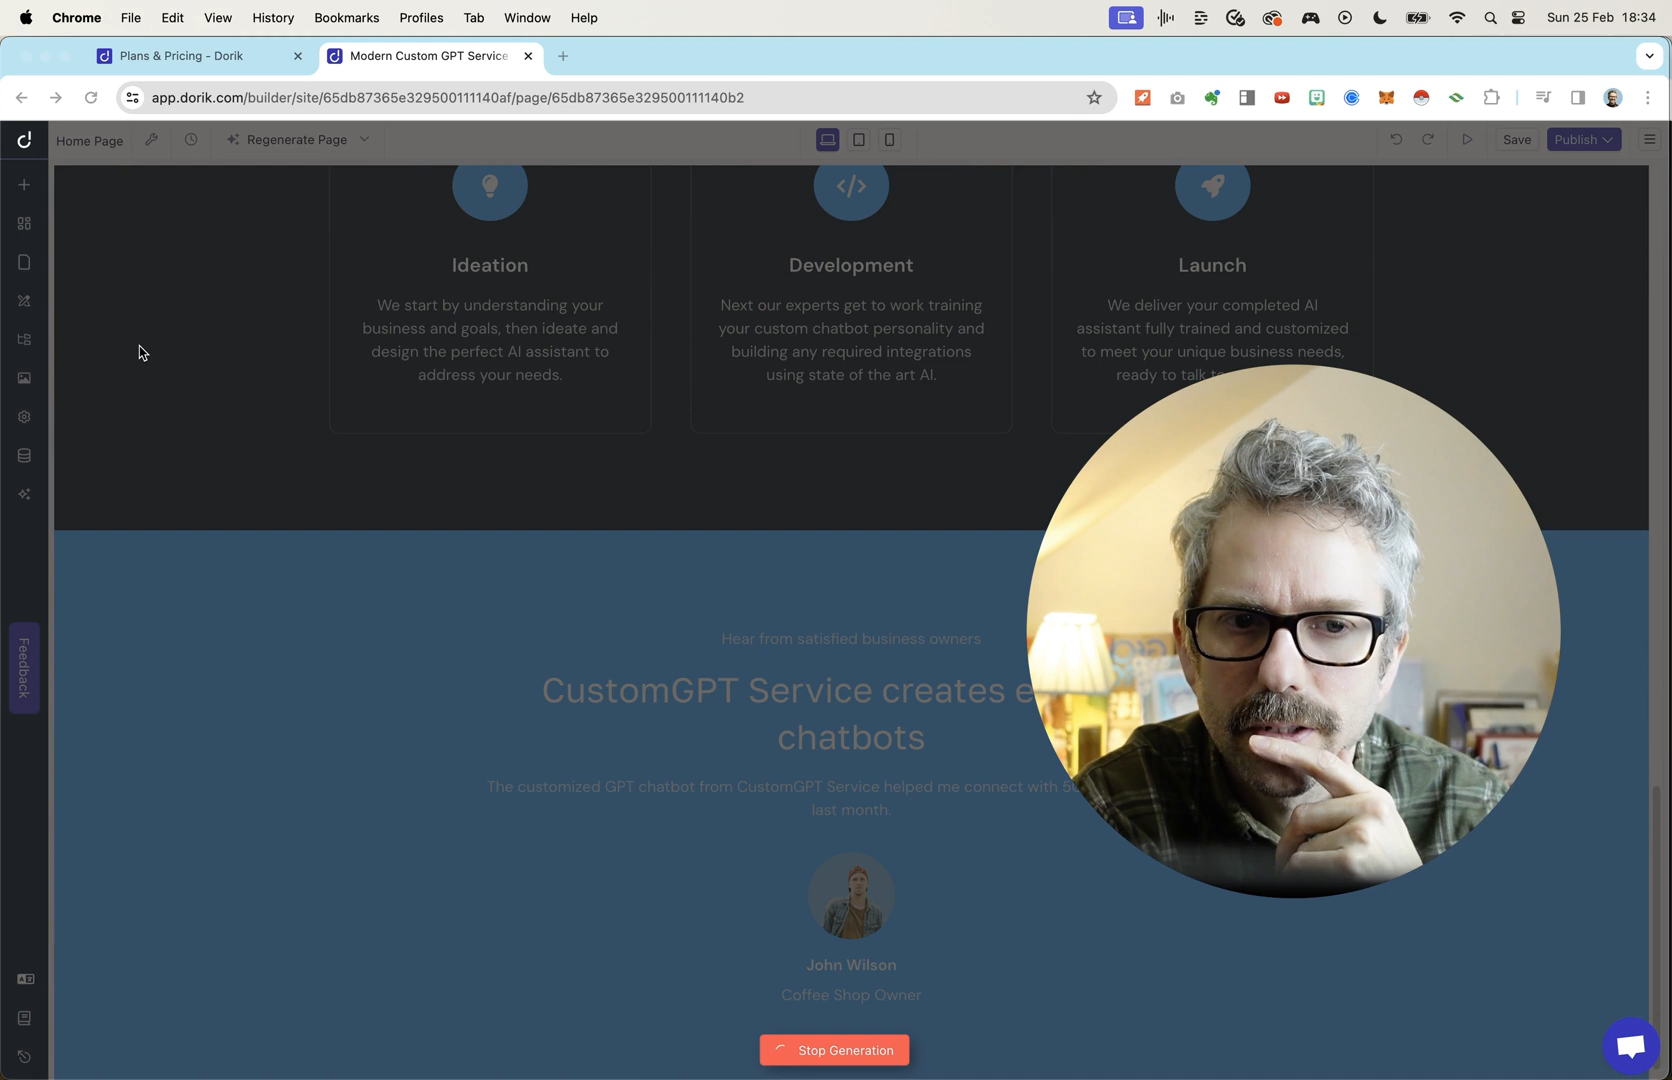 Chrome File Edit View History Bookmarks Profiles Tab Window Help Sun 25 Feb 18:34
Plans & Pricing - Dorik Modern Custom GPT Service
app.dorik.com/builder/site/65db87365e329500111140af/page/65db87365e329500111140b2
Home Page Regenerate Page Save Publish
Ideation
We start by understanding your
business and goals, then ideate and
design the perfect AI assistant to
address your needs.
Development
Next our experts get to work training
your custom chatbot personality and
building any required integrations
using state of the art AI.
Launch
We deliver your completed AI
assistant fully trained and customized
to meet your unique business needs,
ready to talk
Feedback
Hear from satisfied business owners
CustomGPT Service creates
chatbots
The customized GPT chatbot from CustomGPT Service helped me connect with
last month.
John Wilson
Coffee Shop Owner
Stop Generation